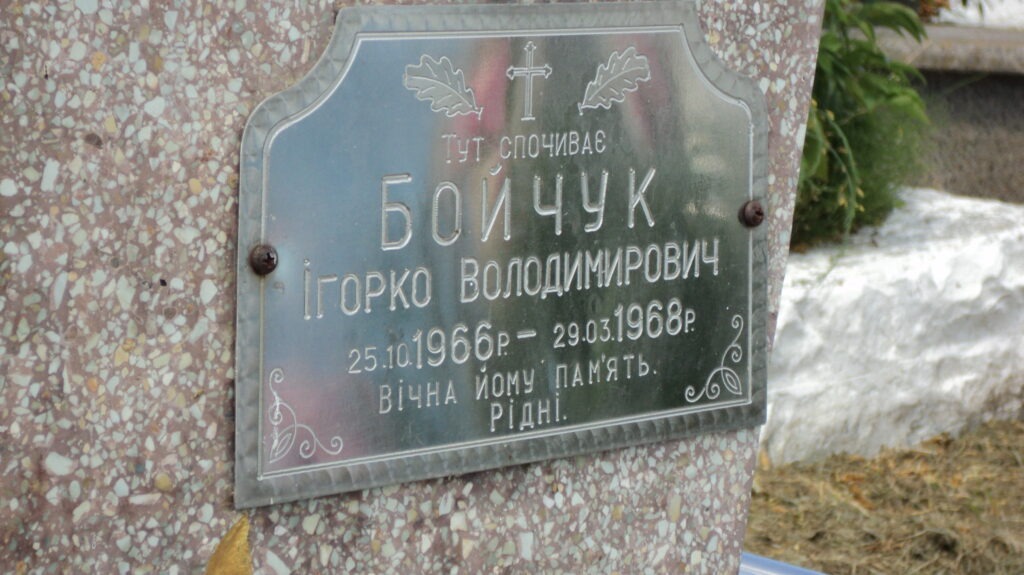 Тут спочиває
Бойчук
Ігорко Володимирович
25.10.1966р. – 29.03.1968р.
Вічна йому пам'ять.
Рідні.